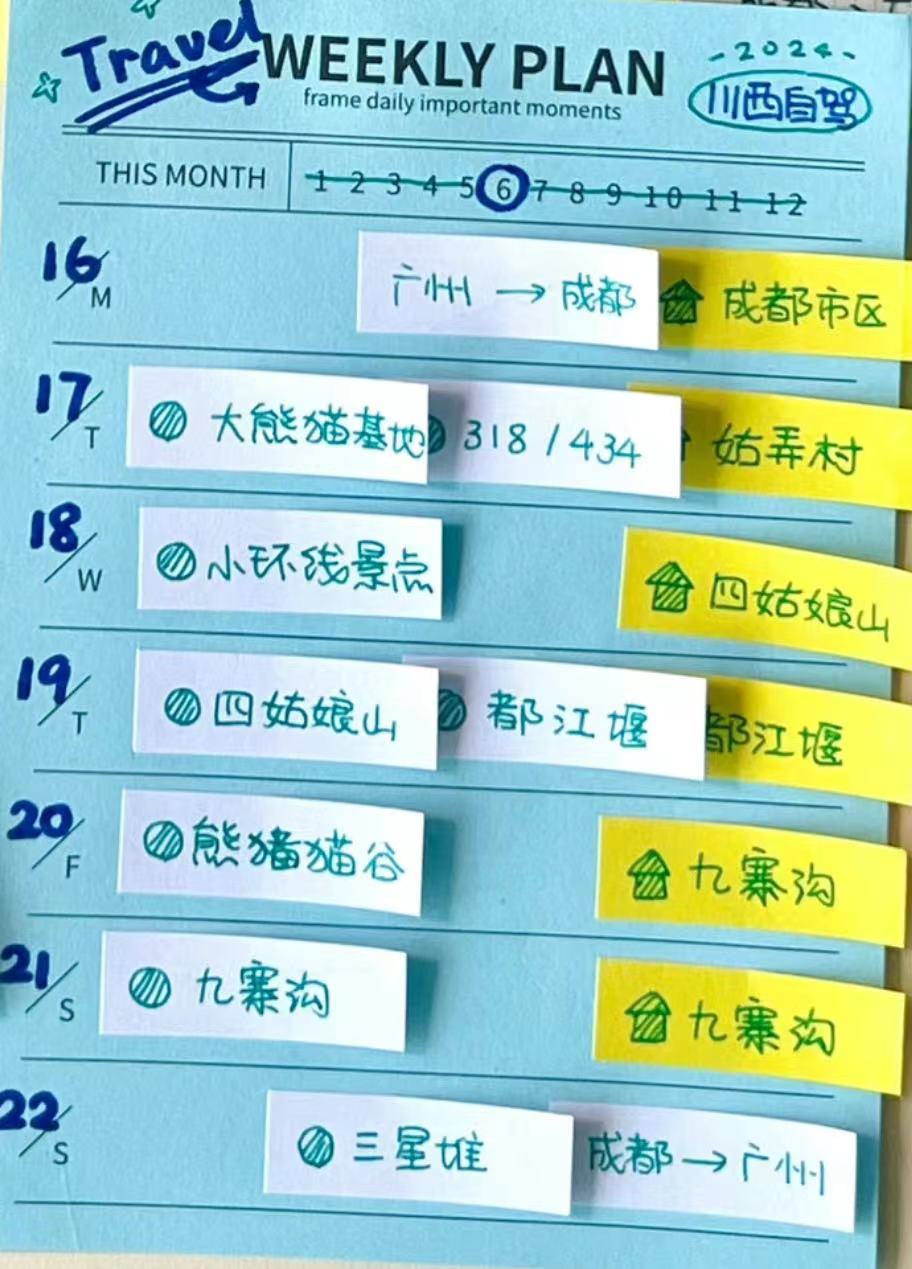 Travel WEEKLY PLAN -2024-
frame daily important moments 川西自驾
THIS MONTH 1 2 3 4 5 6 7 8 9 10 11 12
16/M 广州 → 成都 成都市区
17/T 大熊猫基地 318 / 434 姑弄村
18/W 小环线景点 四姑娘山
19/T 四姑娘山 都江堰 都江堰
20/F 熊猪猫谷 九寨沟
21/S 九寨沟 九寨沟
22/S 三星堆 成都 → 广州